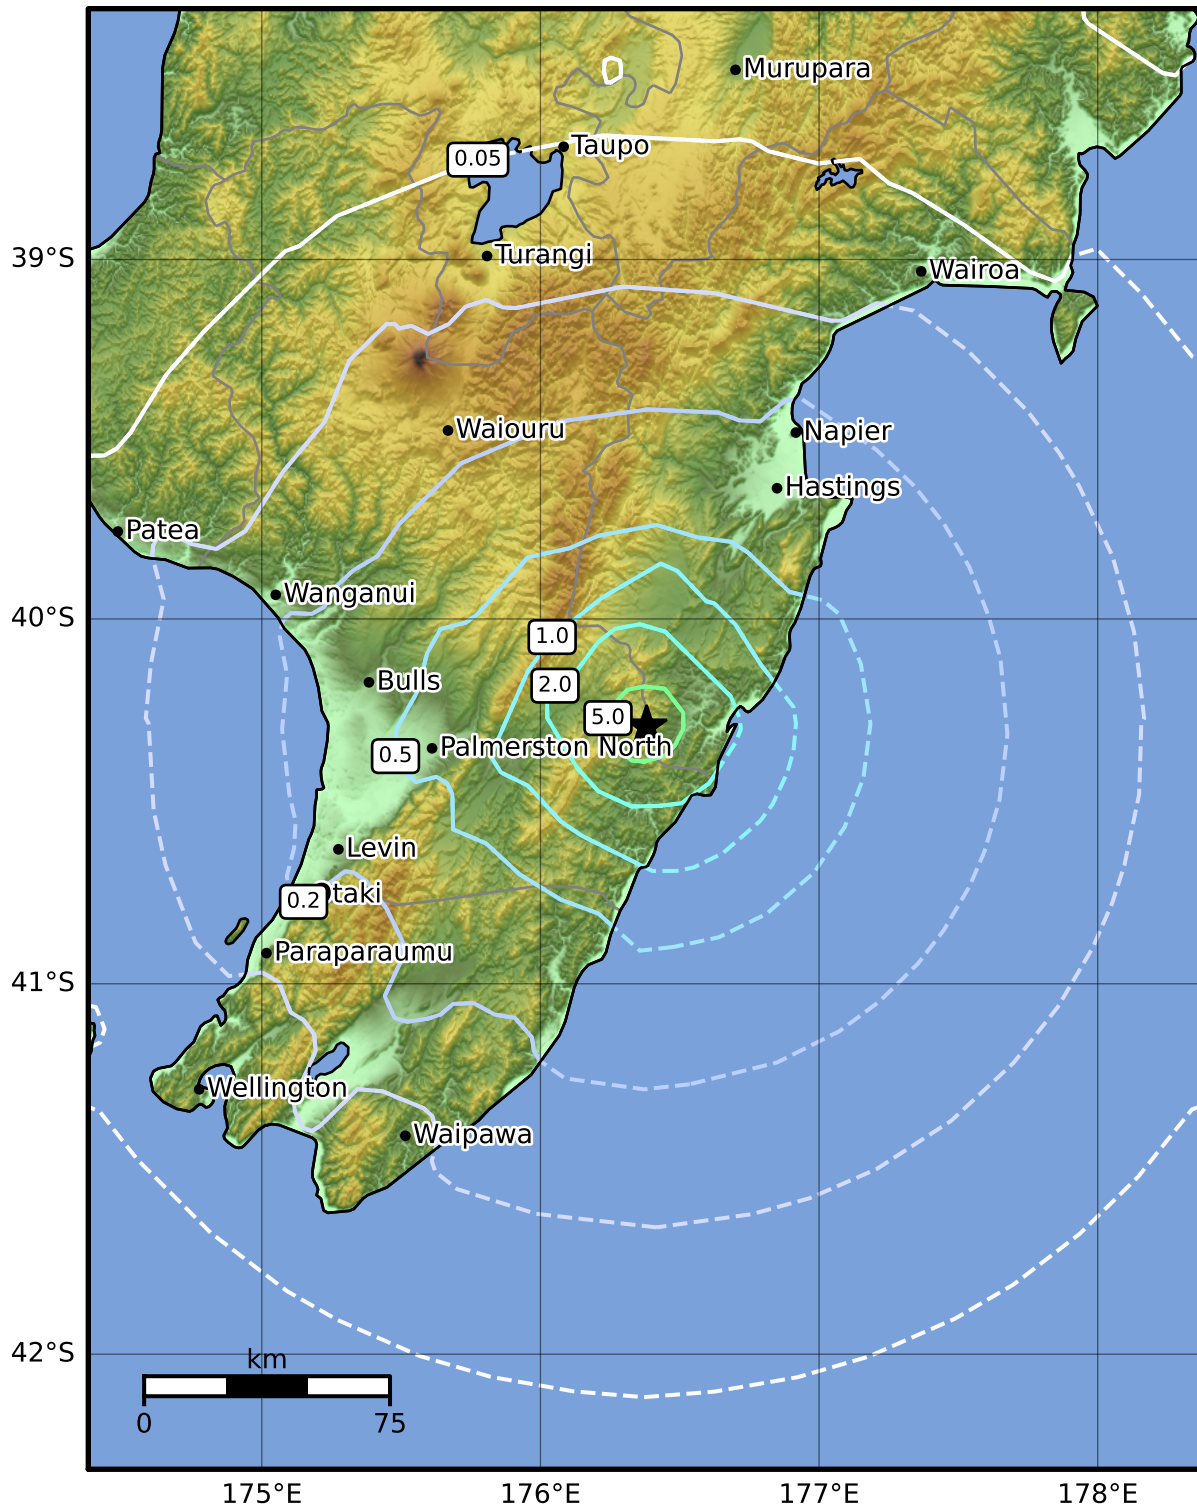 Murupara
Taupo
0.05
Turangi
39°S
Wairoa
Waiouru
Napier
Hastings
Patea
Wanganui
40°S
1.0
Bulls
2.0
5.0
Palmerston North
0.5
Levin
Otaki
0.2
Paraparaumu
41°S
Wellington
Waipawa
42°S
km
0 75
175°E 176°E 177°E 178°E